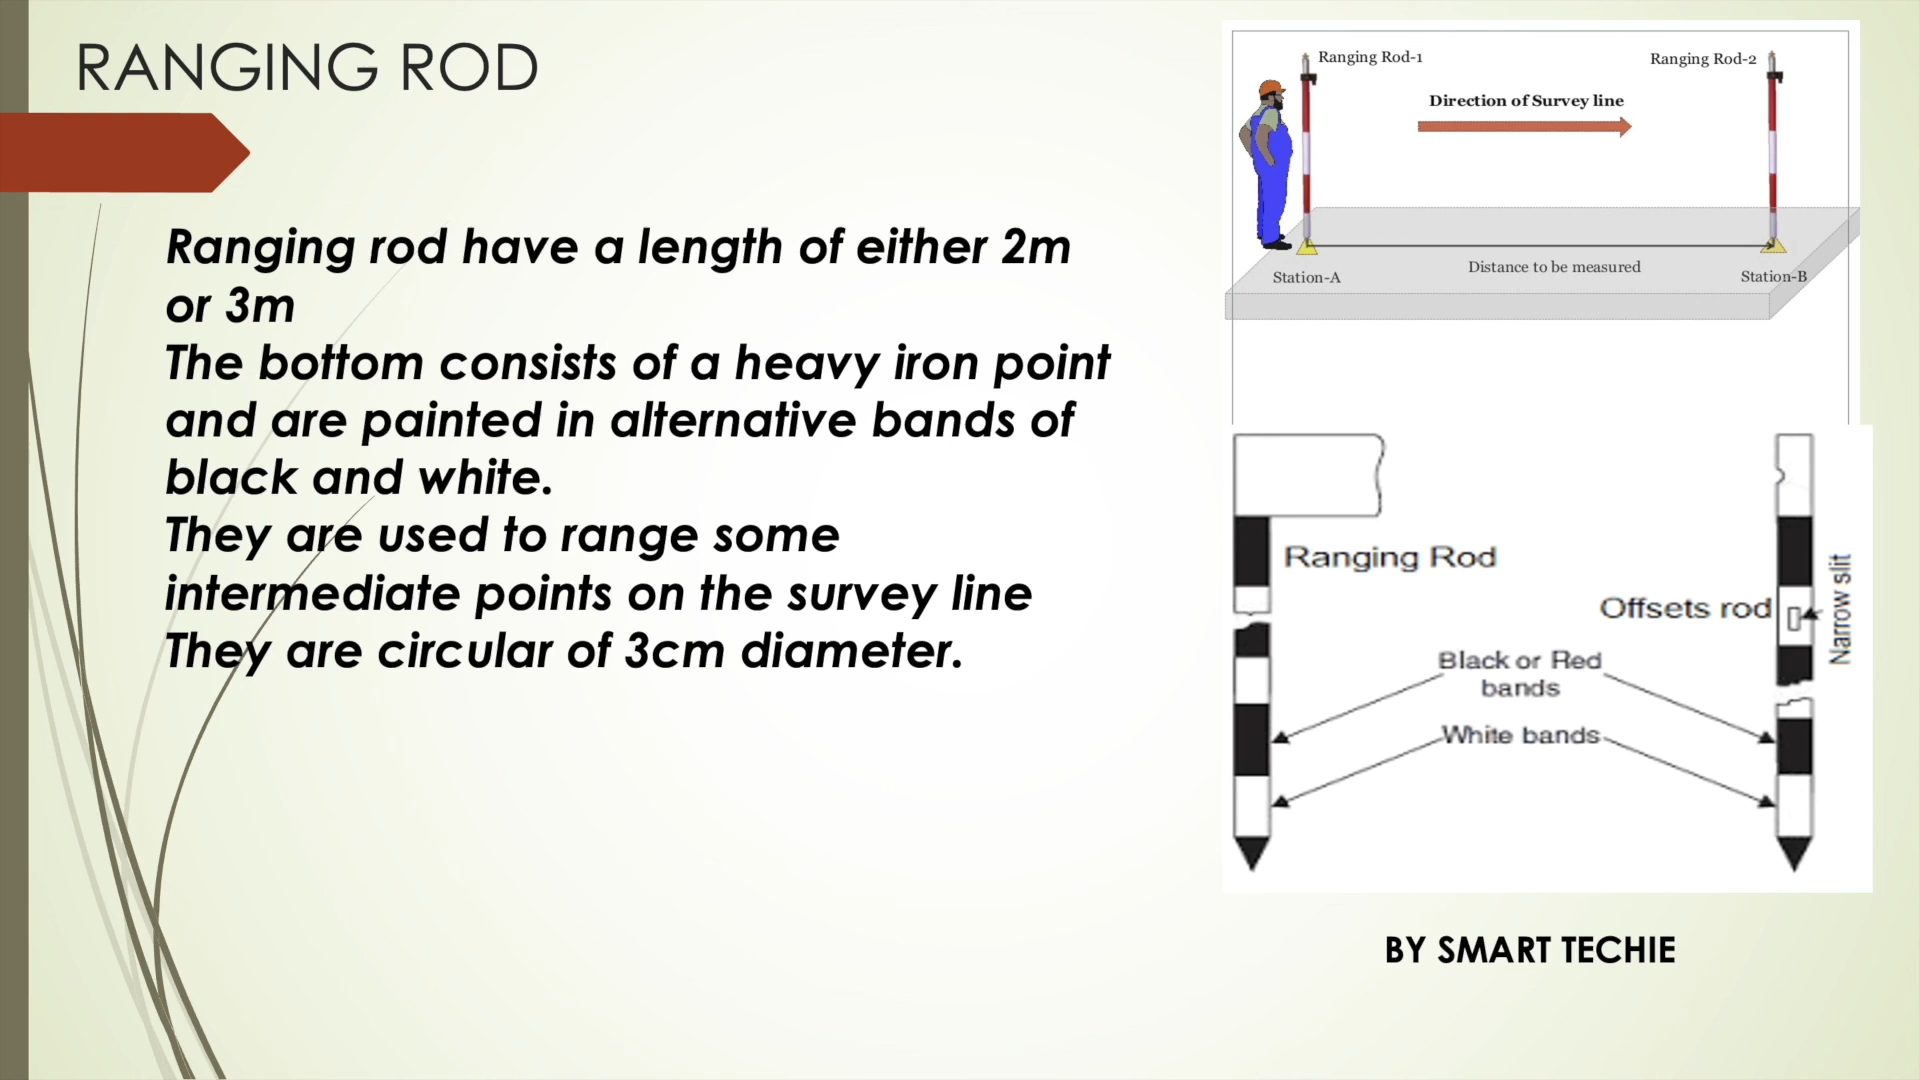 RANGING ROD
Ranging rod have a length of either 2m
or 3m
The bottom consists of a heavy iron point
and are painted in alternative bands of
black and white.
They are used to range some
intermediate points on the survey line
They are circular of 3cm diameter.
Ranging Rod-1
Ranging Rod-2
Direction of Survey line
Distance to be measured
Station-A
Station-B
Ranging Rod
Offsets rod
Narrow slit
Black or Red
bands
White bands
BY SMART TECHIE